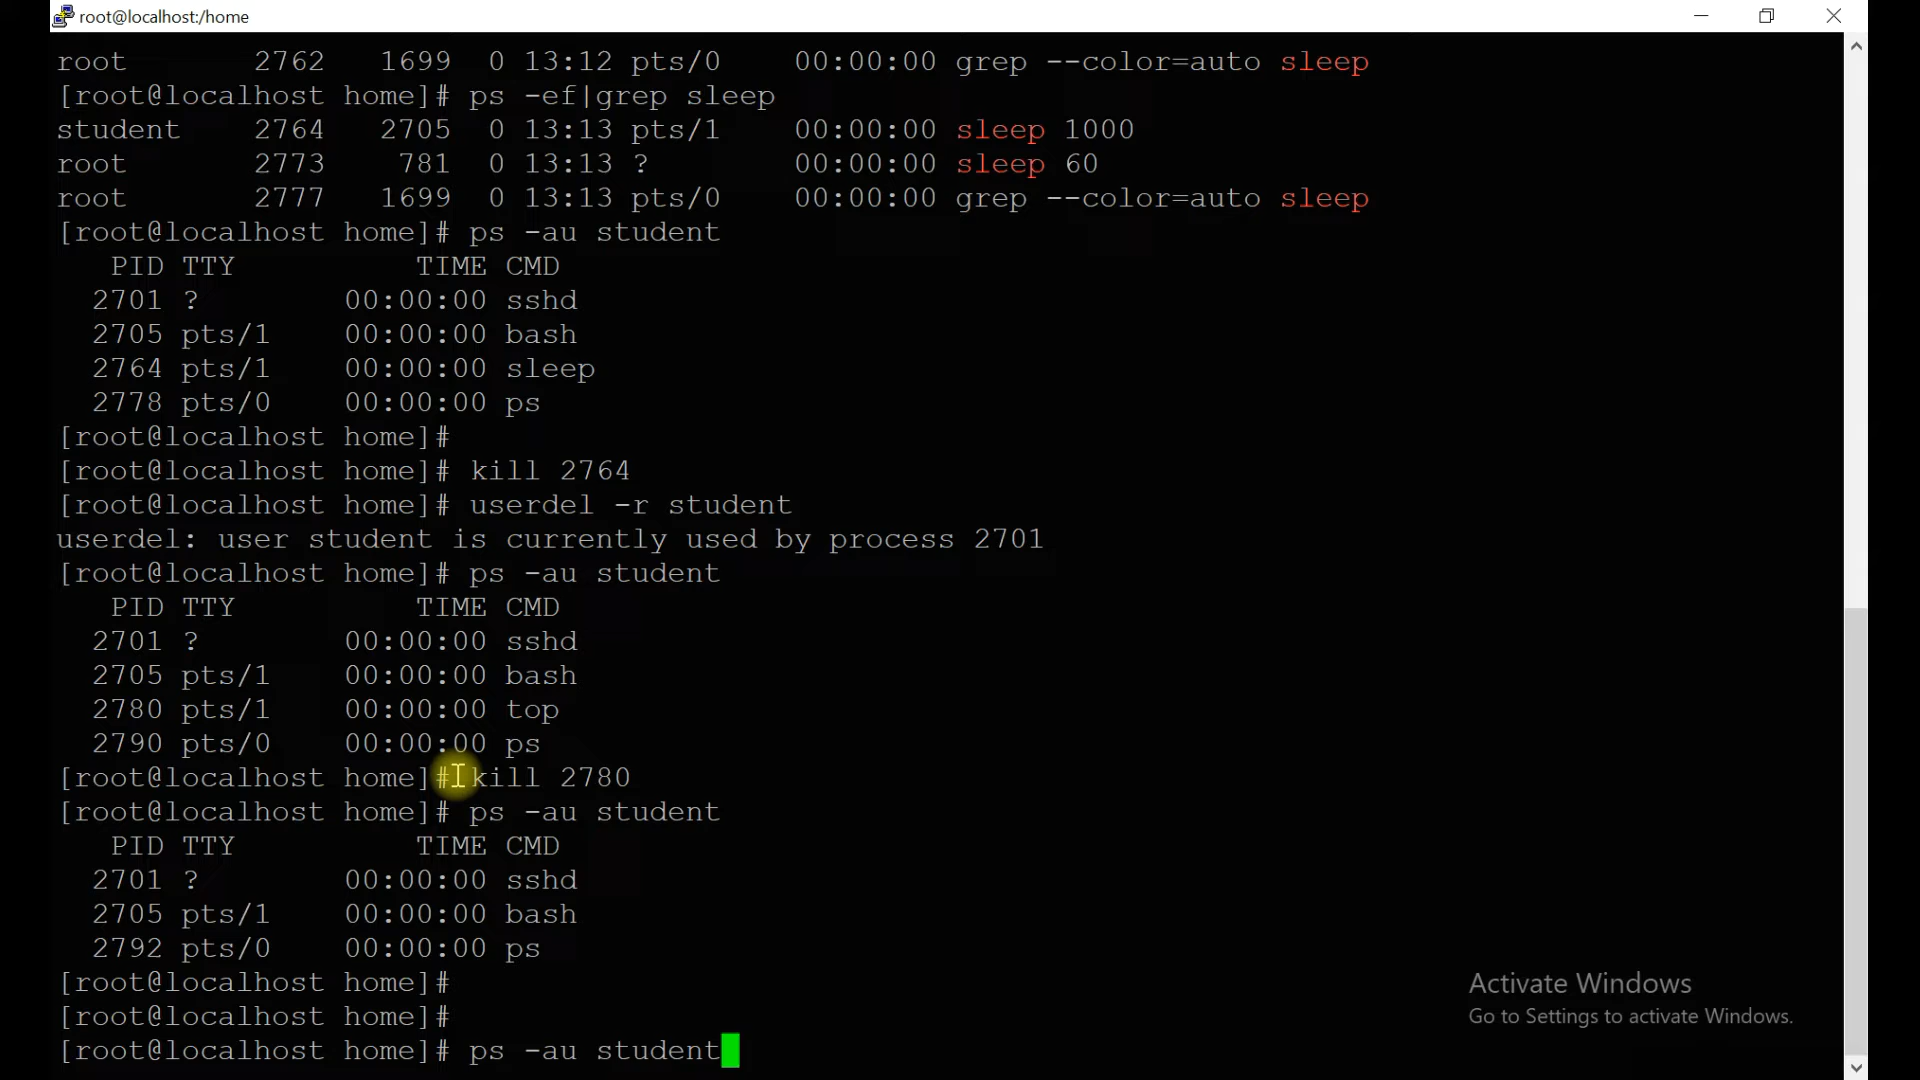 root@localhost:/home
root 2762 1699 0 13:12 pts/0 00:00:00 grep --color=auto sleep
[root@localhost home]# ps -ef|grep sleep
student 2764 2705 0 13:13 pts/1 00:00:00 sleep 1000
root 2773 781 0 13:13 ? 00:00:00 sleep 60
root 2777 1699 0 13:13 pts/0 00:00:00 grep --color=auto sleep
[root@localhost home]# ps -au student
PID TTY TIME CMD
2701 ? 00:00:00 sshd
2705 pts/1 00:00:00 bash
2764 pts/1 00:00:00 sleep
2778 pts/0 00:00:00 ps
[root@localhost home]#
[root@localhost home]# kill 2764
[root@localhost home]# userdel -r student
userdel: user student is currently used by process 2701
[root@localhost home]# ps -au student
PID TTY TIME CMD
2701 ? 00:00:00 sshd
2705 pts/1 00:00:00 bash
2780 pts/1 00:00:00 top
2790 pts/0 00:00:00 ps
[root@localhost home]# kill 2780
[root@localhost home]# ps -au student
PID TTY TIME CMD
2701 ? 00:00:00 sshd
2705 pts/1 00:00:00 bash
2792 pts/0 00:00:00 ps
[root@localhost home]#
[root@localhost home]#
[root@localhost home]# ps -au student
Activate Windows
Go to Settings to activate Windows.